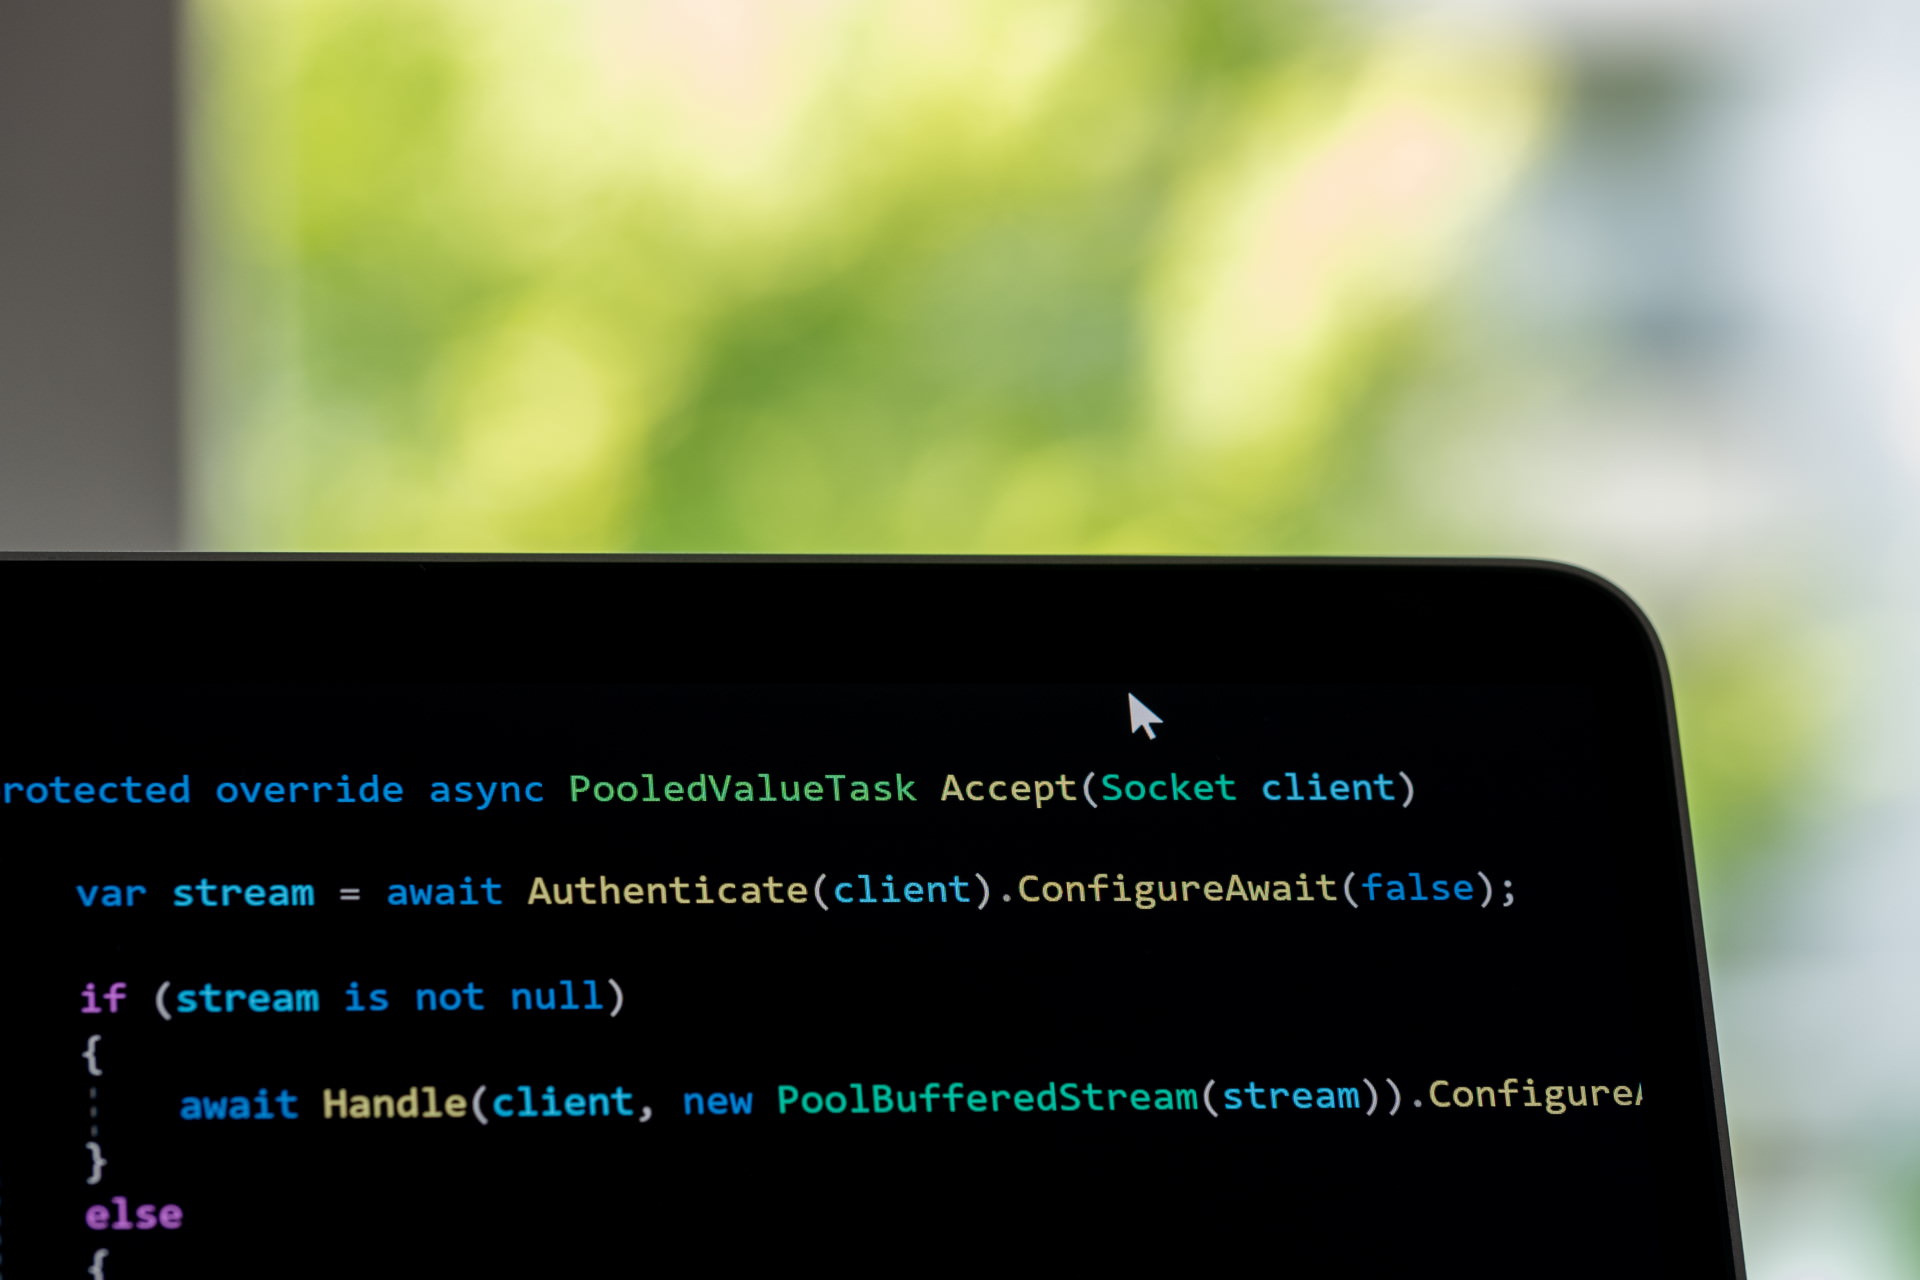 rotected override async PooledValueTask Accept(Socket client)
var stream = await Authenticate(client).ConfigureAwait(false);
if (stream is not null)
{
await Handle(client, new PoolBufferedStream(stream)).Configure
}
else
{